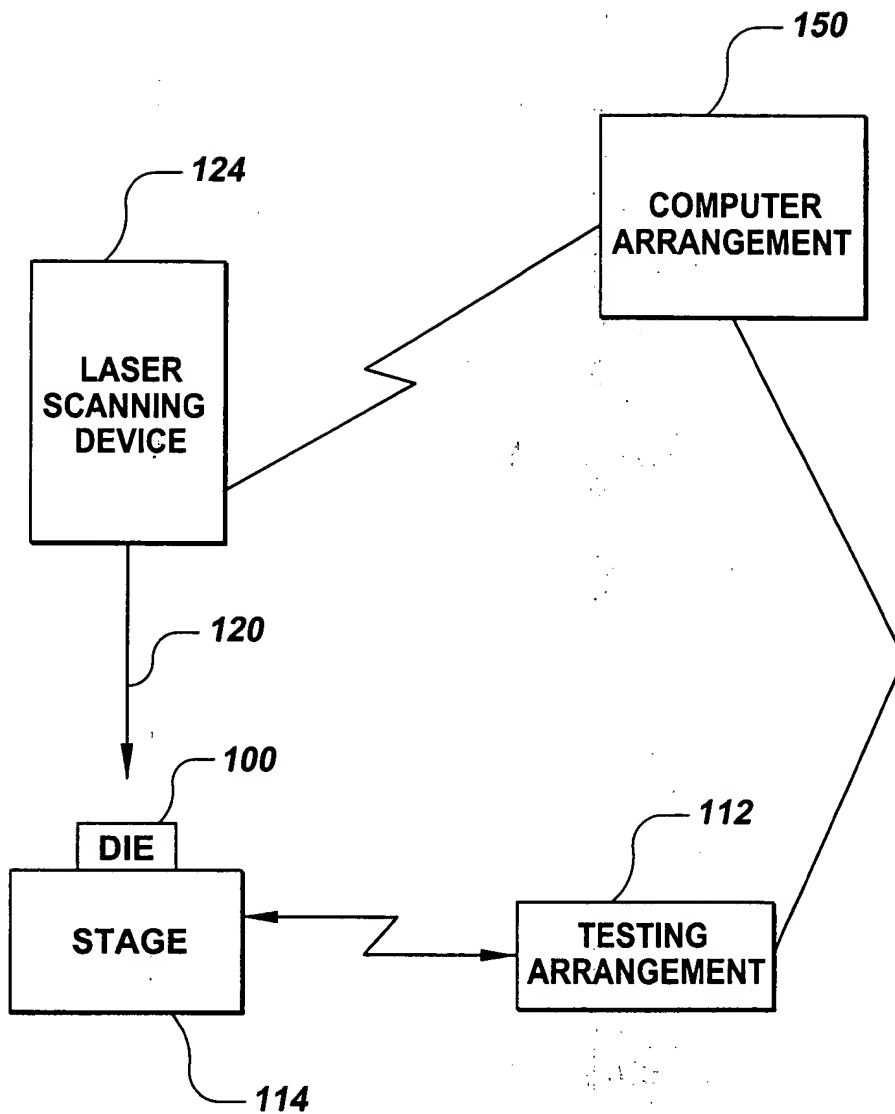 150
124
COMPUTER
ARRANGEMENT
LASER
SCANNING
DEVICE
120
100
DIE
112
STAGE
TESTING
ARRANGEMENT
114